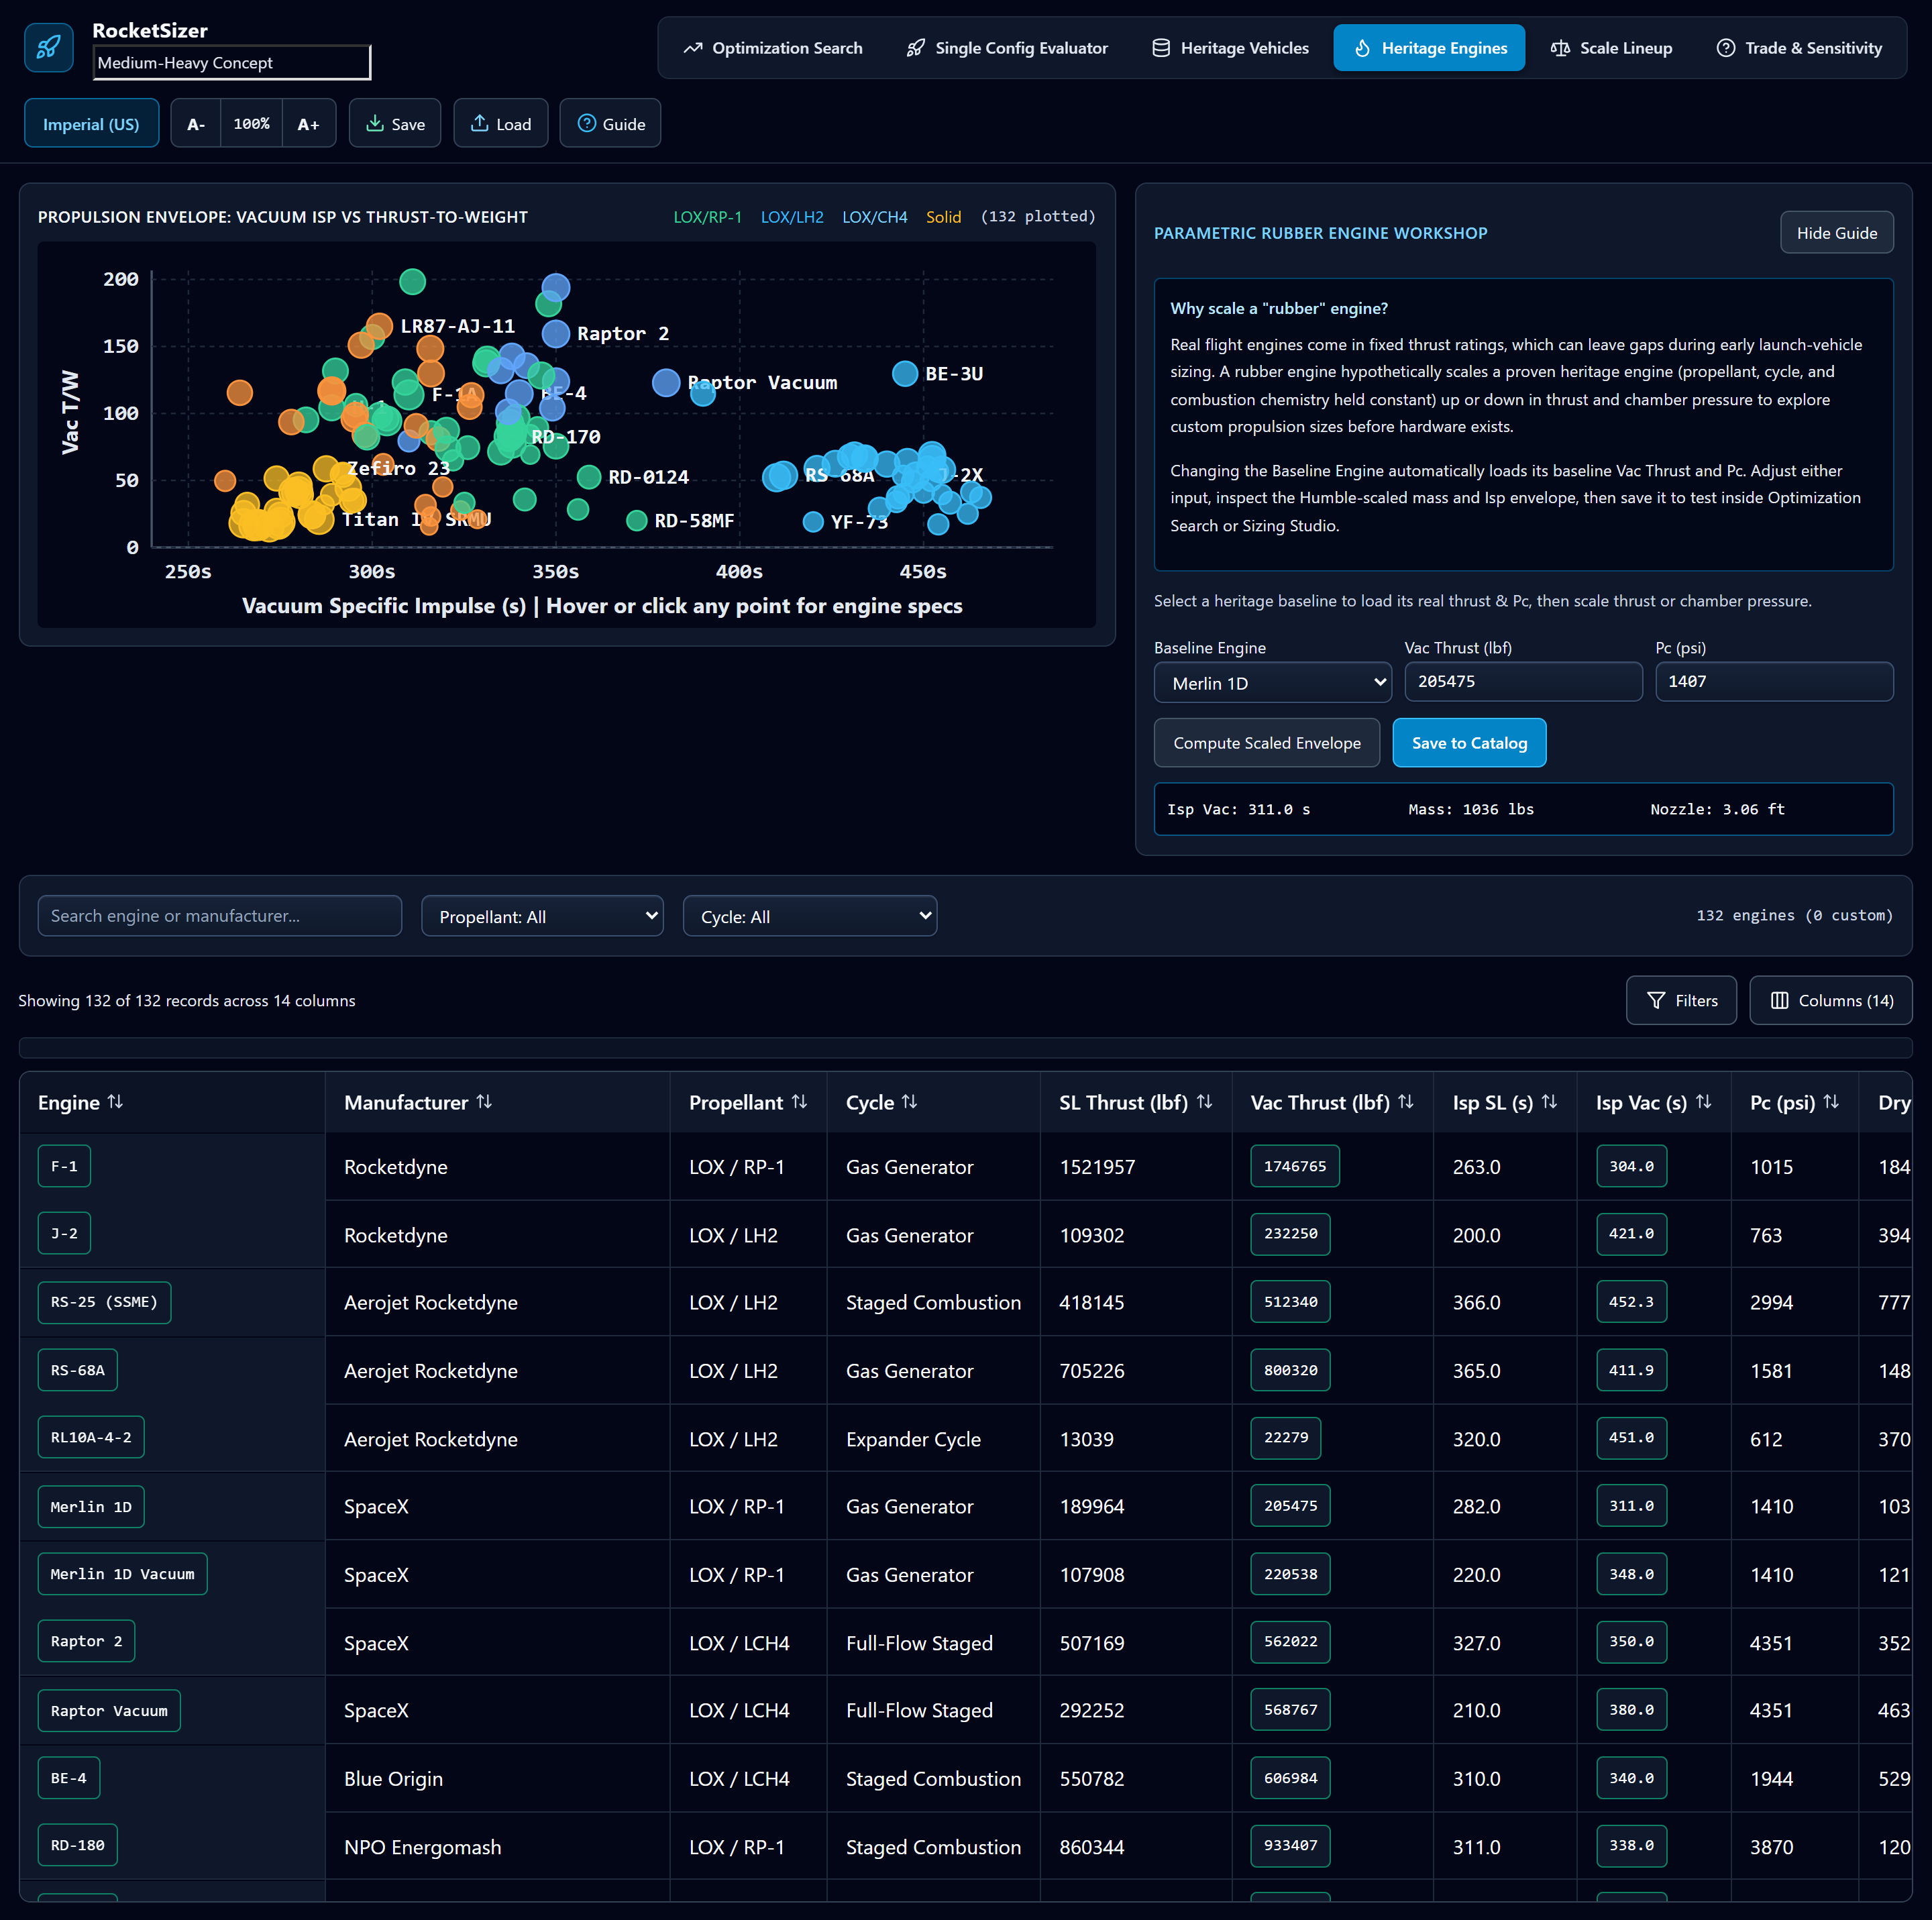 RocketSizer
Medium-Heavy Concept
Optimization Search
Single Config Evaluator
Heritage Vehicles
Heritage Engines
Scale Lineup
Trade & Sensitivity
Imperial (US)
A-
100%
A+
Save
Load
Guide
PROPULSION ENVELOPE: VACUUM ISP VS THRUST-TO-WEIGHT
LOX/RP-1 LOX/LH2 LOX/CH4 Solid (132 plotted)
Vac T/W
200
150
100
50
0
LR87-AJ-11
Raptor 2
Raptor Vacuum
BE-3U
F-1A
BE-4
RD-170
Zefiro 23
RD-0124
RS-68A
J-2X
Titan IV SRMU
RD-58MF
YF-73
250s 300s 350s 400s 450s
Vacuum Specific Impulse (s) | Hover or click any point for engine specs
PARAMETRIC RUBBER ENGINE WORKSHOP
Hide Guide
Why scale a "rubber" engine?
Real flight engines come in fixed thrust ratings, which can leave gaps during early launch-vehicle
sizing. A rubber engine hypothetically scales a proven heritage engine (propellant, cycle, and
combustion chemistry held constant) up or down in thrust and chamber pressure to explore
custom propulsion sizes before hardware exists.
Changing the Baseline Engine automatically loads its baseline Vac Thrust and Pc. Adjust either
input, inspect the Humble-scaled mass and Isp envelope, then save it to test inside Optimization
Search or Sizing Studio.
Select a heritage baseline to load its real thrust & Pc, then scale thrust or chamber pressure.
Baseline Engine Vac Thrust (lbf) Pc (psi)
Merlin 1D 205475 1407
Compute Scaled Envelope
Save to Catalog
Isp Vac: 311.0 s Mass: 1036 lbs Nozzle: 3.06 ft
Search engine or manufacturer...
Propellant: All
Cycle: All
132 engines (0 custom)
Showing 132 of 132 records across 14 columns
Filters
Columns (14)
Engine Manufacturer Propellant Cycle SL Thrust (lbf) Vac Thrust (lbf) Isp SL (s) Isp Vac (s) Pc (psi) Dry
F-1 Rocketdyne LOX / RP-1 Gas Generator 1521957 1746765 263.0 304.0 1015 184
J-2 Rocketdyne LOX / LH2 Gas Generator 109302 232250 200.0 421.0 763 394
RS-25 (SSME) Aerojet Rocketdyne LOX / LH2 Staged Combustion 418145 512340 366.0 452.3 2994 777
RS-68A Aerojet Rocketdyne LOX / LH2 Gas Generator 705226 800320 365.0 411.9 1581 148
RL10A-4-2 Aerojet Rocketdyne LOX / LH2 Expander Cycle 13039 22279 320.0 451.0 612 370
Merlin 1D SpaceX LOX / RP-1 Gas Generator 189964 205475 282.0 311.0 1410 103
Merlin 1D Vacuum SpaceX LOX / RP-1 Gas Generator 107908 220538 220.0 348.0 1410 121
Raptor 2 SpaceX LOX / LCH4 Full-Flow Staged 507169 562022 327.0 350.0 4351 352
Raptor Vacuum SpaceX LOX / LCH4 Full-Flow Staged 292252 568767 210.0 380.0 4351 463
BE-4 Blue Origin LOX / LCH4 Staged Combustion 550782 606984 310.0 340.0 1944 529
RD-180 NPO Energomash LOX / RP-1 Staged Combustion 860344 933407 311.0 338.0 3870 120